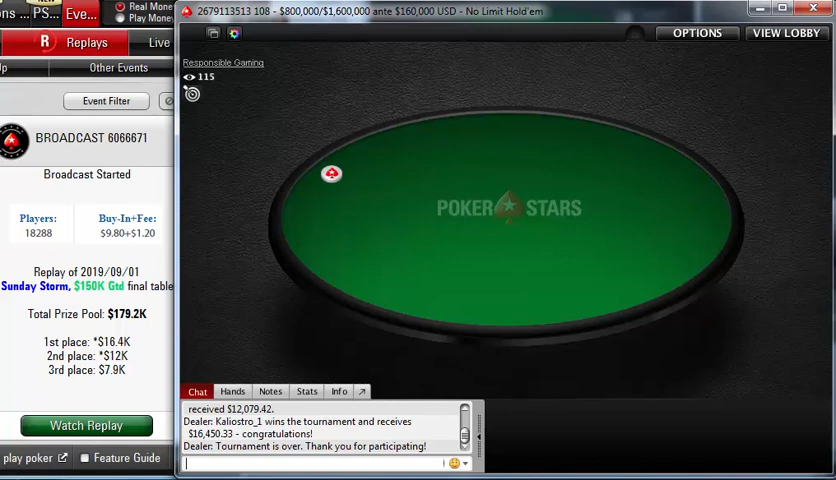 ons ...
NEW
PS...
Eve...
Real Mone
Play Money
R Replays
Live
Up
Other Events
Event Filter
BROADCAST 6066671
Broadcast Started
Players: Buy-In+Fee:
18288 $9.80+$1.20
Replay of 2019/09/01
Sunday Storm, $150K Gtd final table
Total Prize Pool: $179.2K
1st place: *$16.4K
2nd place: *$12K
3rd place: $7.9K
Watch Replay
play poker
Feature Guide
2679113513 108 - $800,000/$1,600,000 ante $160,000 USD - No Limit Hold'em
OPTIONS VIEW LOBBY
Responsible Gaming
115
POKER STARS
Chat Hands Notes Stats Info
received $12,079.42.
Dealer: Kaliostro_1 wins the tournament and receives
$16,450.33 - congratulations!
Dealer: Tournament is over. Thank you for participating!